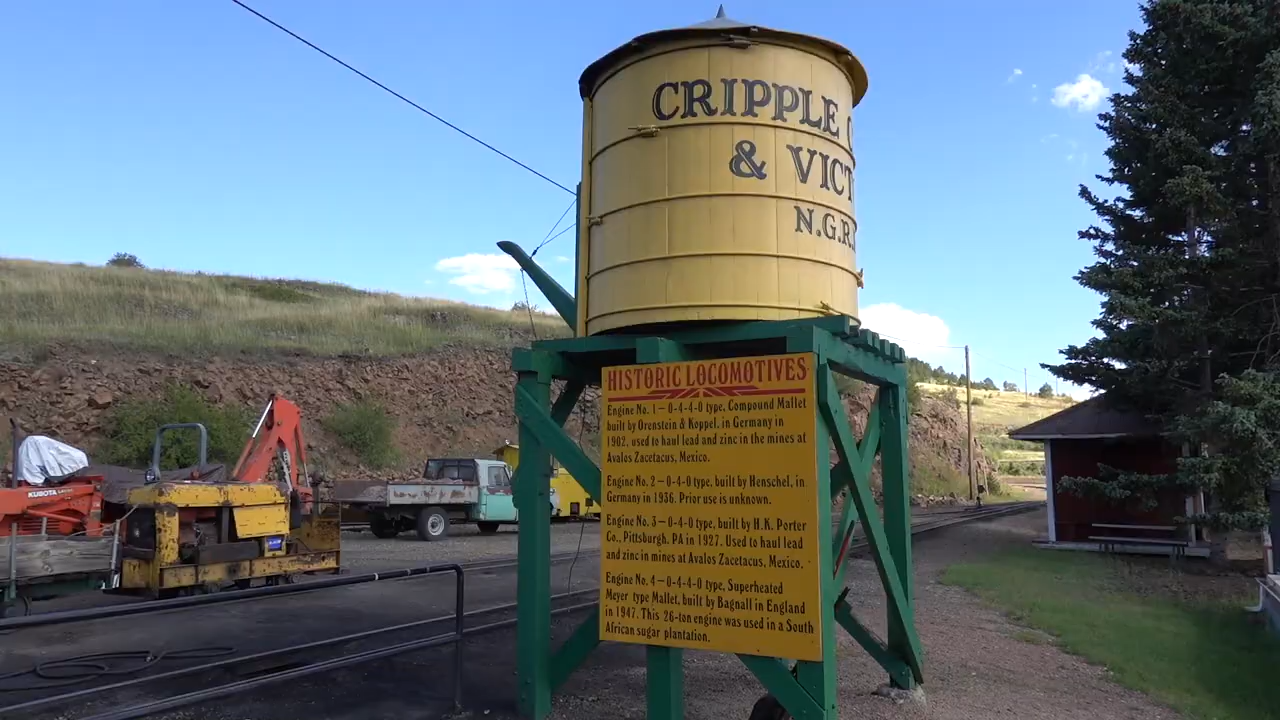 CRIPPLE
& VICT
N.G.R.
HISTORIC LOCOMOTIVES
Engine No. 1 – 0-4-4-0 type, Compound Mallet
built by Orenstein & Koppel, in Germany in
1902, used to haul lead and zinc in the mines at
Avalos Zacetacus, Mexico.
Engine No. 2 – 0-4-0 type, built by Henschel, in
Germany in 1936. Prior use is unknown.
Engine No. 3 – 0-4-0 type, built by H.K. Porter
Co., Pittsburgh, PA in 1927. Used to haul lead
and zinc in mines at Avalos Zacetacus, Mexico.
Engine No. 4 – 0-4-4-0 type, Superheated
Meyer type Mallet, built by Bagnall in England
in 1947. This 26-ton engine was used in a South
African sugar plantation.
KUBOTA